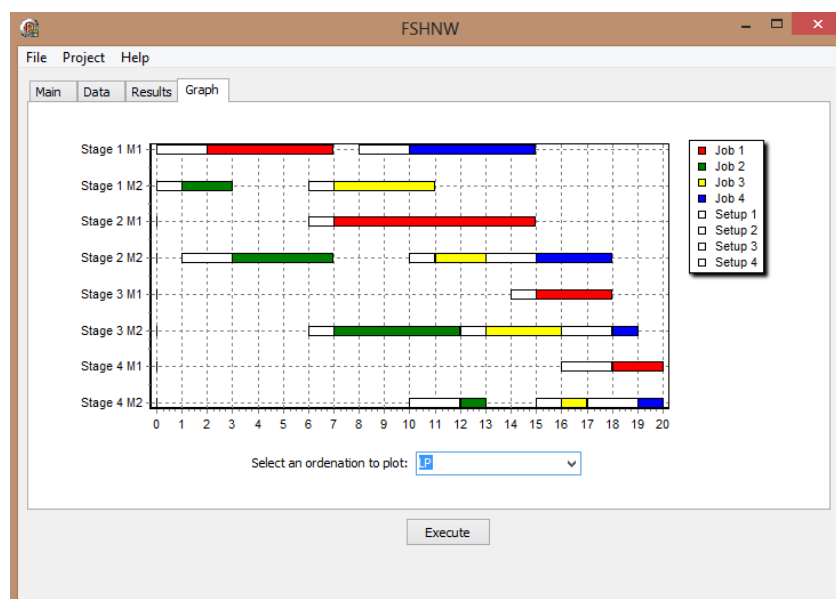 FSHNW
File Project Help
Main Data Results Graph
Stage 1 M1
Stage 1 M2
Stage 2 M1
Stage 2 M2
Stage 3 M1
Stage 3 M2
Stage 4 M1
Stage 4 M2
0 1 2 3 4 5 6 7 8 9 10 11 12 13 14 15 16 17 18 19 20
Job 1
Job 2
Job 3
Job 4
Setup 1
Setup 2
Setup 3
Setup 4
Select an ordenation to plot: LP
Execute